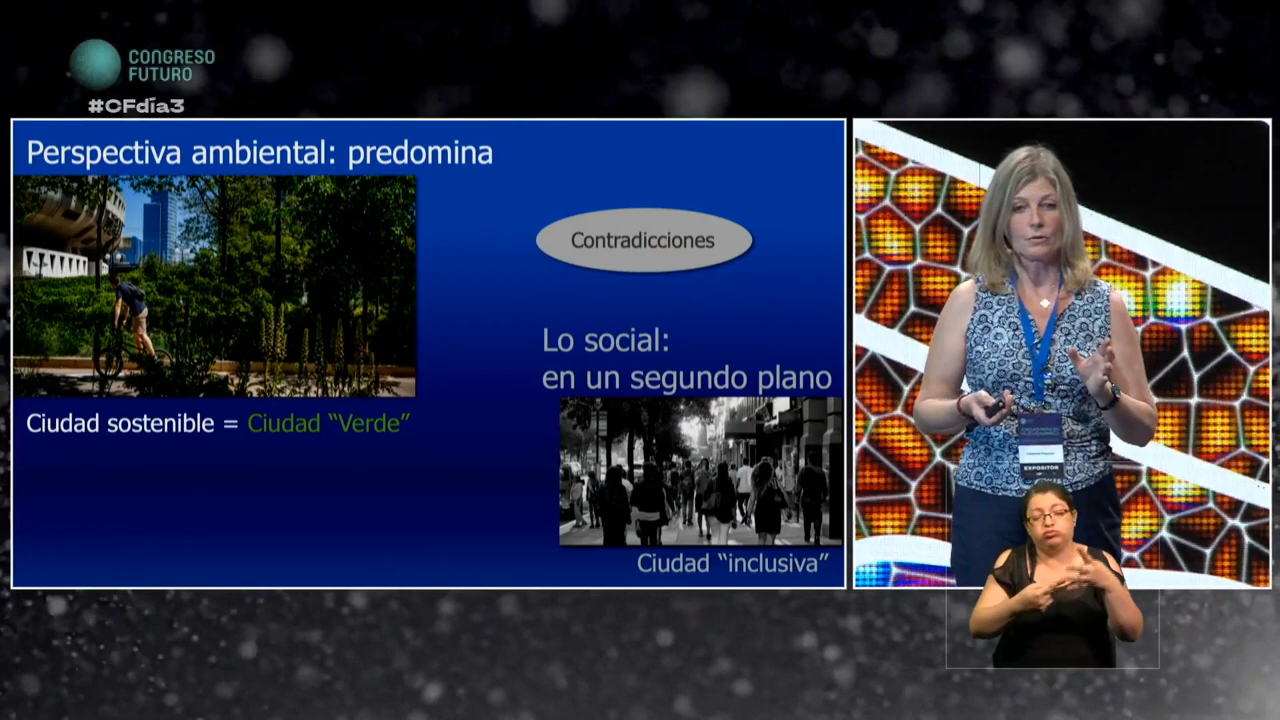 CONGRESO
FUTURO
#CFdía3
Perspectiva ambiental: predomina
Contradicciones
Lo social:
en un segundo plano
Ciudad sostenible = Ciudad “Verde”
Ciudad “inclusiva”
EXPOSITOR